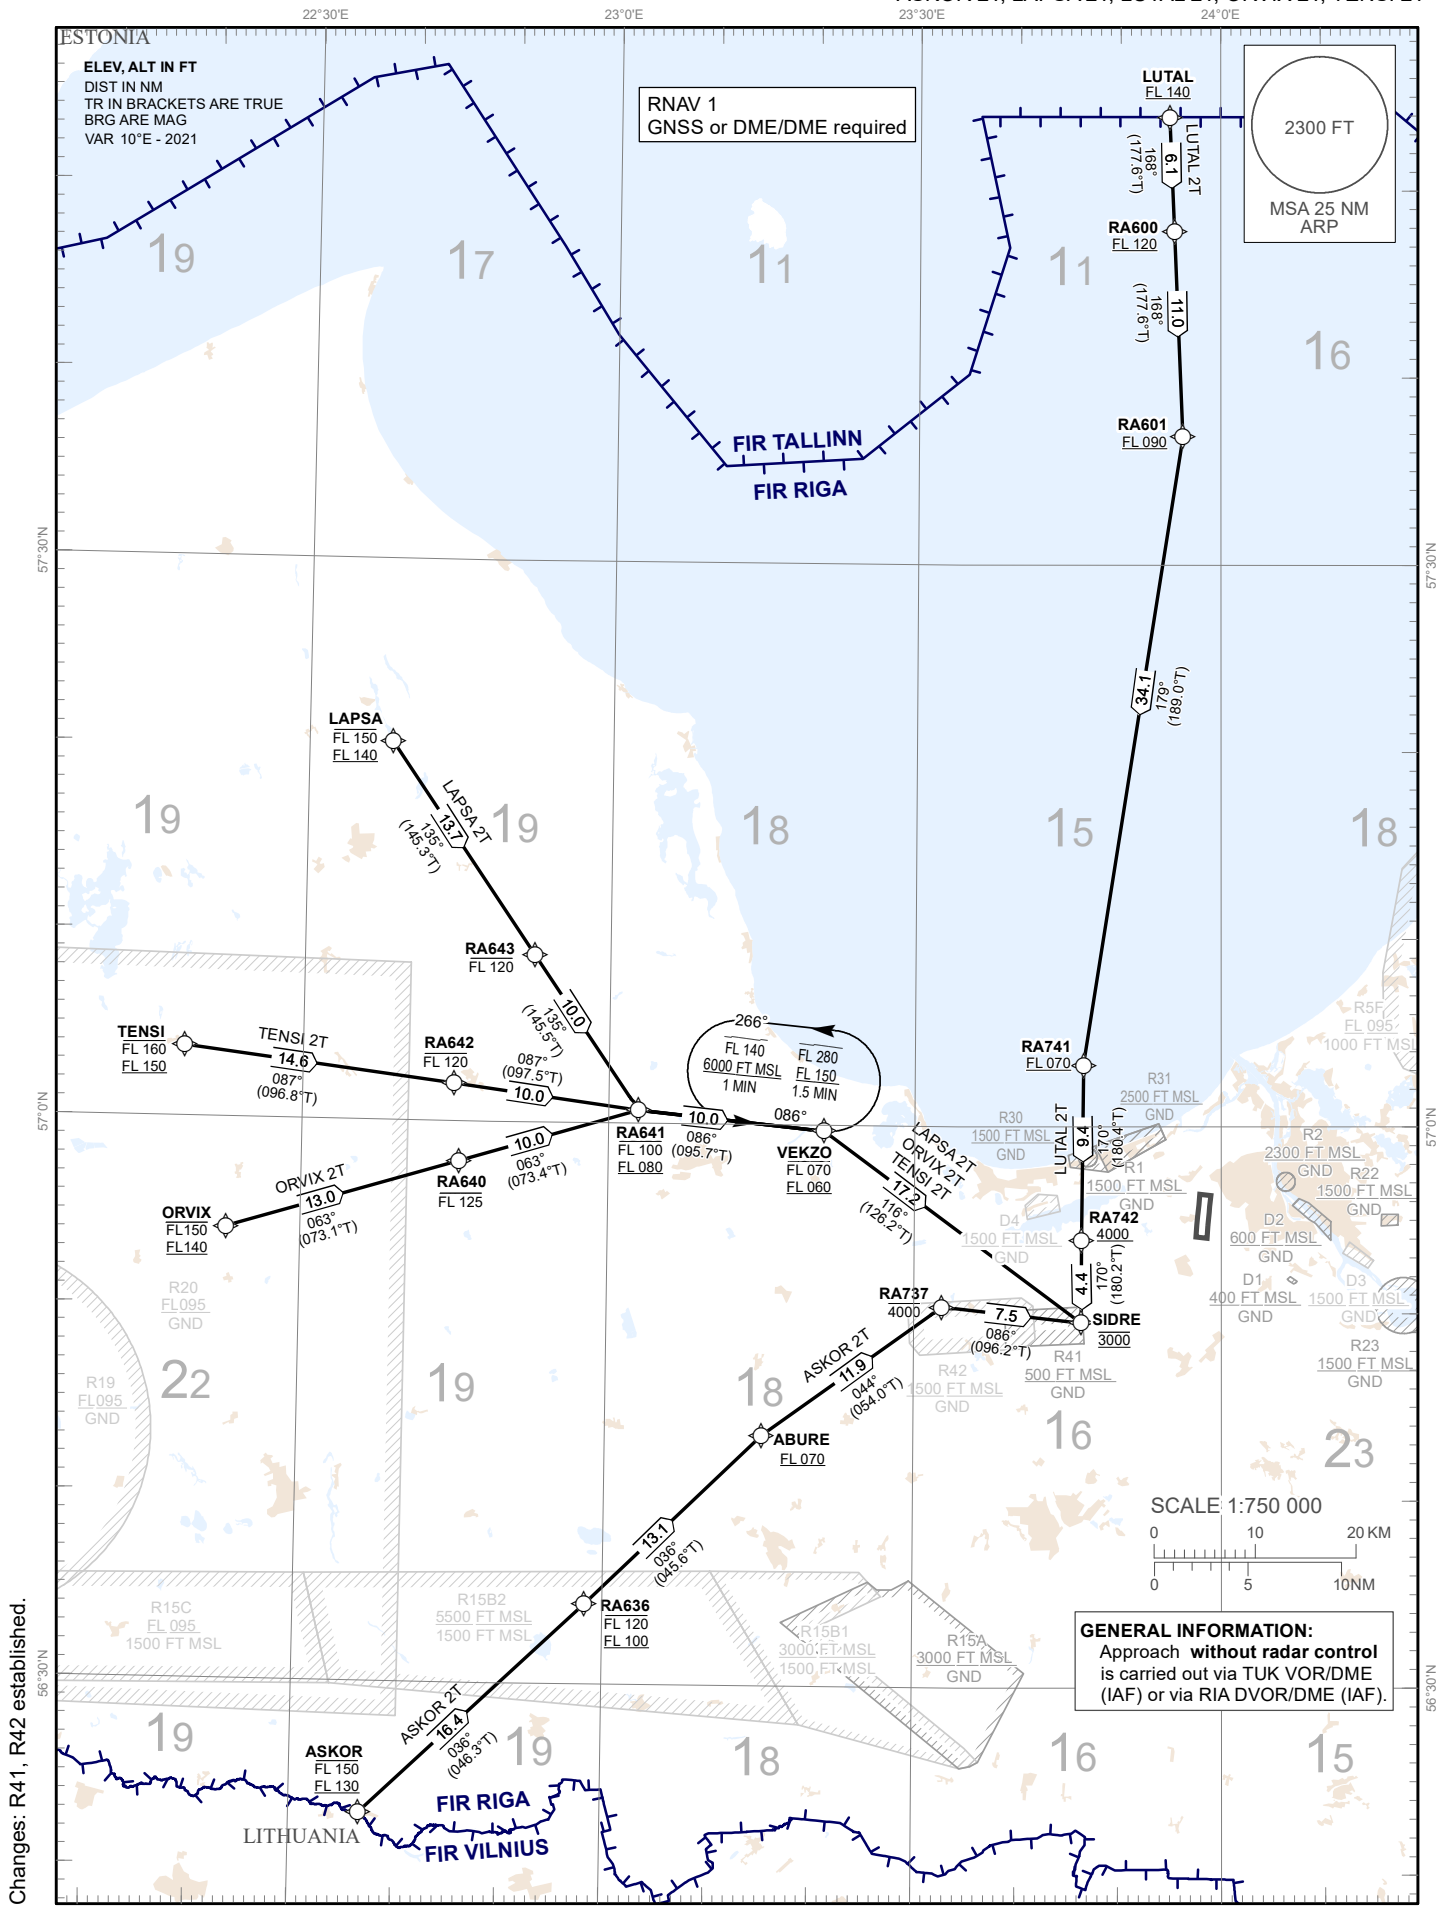 22°30'E
23°0'E
23°30'E
24°0'E
ESTONIA
ELEV, ALT IN FT
DIST IN NM
TR IN BRACKETS ARE TRUE
BRG ARE MAG
VAR 10°E - 2021
RNAV 1
GNSS or DME/DME required
LUTAL
FL 140
2300 FT
MSA 25 NM
ARP
LUTAL 2T
6.1
168°
(177.6°T)
RA600
FL 120
19
17
11
11
11.0
168°
(177.6°T)
16
RA601
FL 090
FIR TALLINN
FIR RIGA
57°30'N
57°30'N
34.1
179°
(189.0°T)
LAPSA
FL 150
FL 140
LAPSA 2T
13.7
135°
(145.3°T)
19
19
18
15
18
RA643
FL 120
10.0
135°
(145.5°T)
TENSI
FL 160
FL 150
TENSI 2T
14.6
087°
(096.8°T)
RA642
FL 120
087°
(097.5°T)
10.0
266°
FL 140
6000 FT MSL
1 MIN
FL 280
FL 150
1.5 MIN
086°
10.0
086°
(095.7°T)
RA641
FL 100
FL 080
VEKZO
FL 070
FL 060
RA741
FL 070
R5F
FL 095
1000 FT MSL
R31
2500 FT MSL
GND
R30
1500 FT MSL
GND
57°0'N
57°0'N
LUTAL 2T
9.4
170°
(180.4°T)
R1
1500 FT MSL
GND
R2
2300 FT MSL
GND
R22
1500 FT MSL
GND
LAPSA 2T
ORVIX 2T
TENSI 2T
17.2
116°
(126.2°T)
10.0
063°
(073.4°T)
RA640
FL 125
ORVIX 2T
13.0
063°
(073.1°T)
ORVIX
FL150
FL140
D4
1500 FT MSL
GND
RA742
4000
D2
600 FT MSL
GND
4.4
170°
(180.2°T)
D1
400 FT MSL
GND
D3
1500 FT MSL
GND
R20
FL095
GND
RA737
4000
7.5
086°
(096.2°T)
SIDRE
3000
R23
1500 FT MSL
GND
R41
500 FT MSL
GND
R42
1500 FT MSL
GND
ASKOR 2T
11.9
044°
(054.0°T)
R19
FL095
GND
22
19
18
16
23
ABURE
FL 070
SCALE 1:750 000
0
10
20 KM
0
5
10NM
13.1
036°
(045.6°T)
R15C
FL 095
1500 FT MSL
R15B2
5500 FT MSL
1500 FT MSL
RA636
FL 120
FL 100
R15B1
3000 FT MSL
1500 FT MSL
R15A
3000 FT MSL
GND
GENERAL INFORMATION:
Approach without radar control
is carried out via TUK VOR/DME
(IAF) or via RIA DVOR/DME (IAF).
56°30'N
56°30'N
ASKOR 2T
16.4
036°
(046.3°T)
19
19
18
16
15
ASKOR
FL 150
FL 130
LITHUANIA
FIR RIGA
FIR VILNIUS
Changes: R41, R42 established.